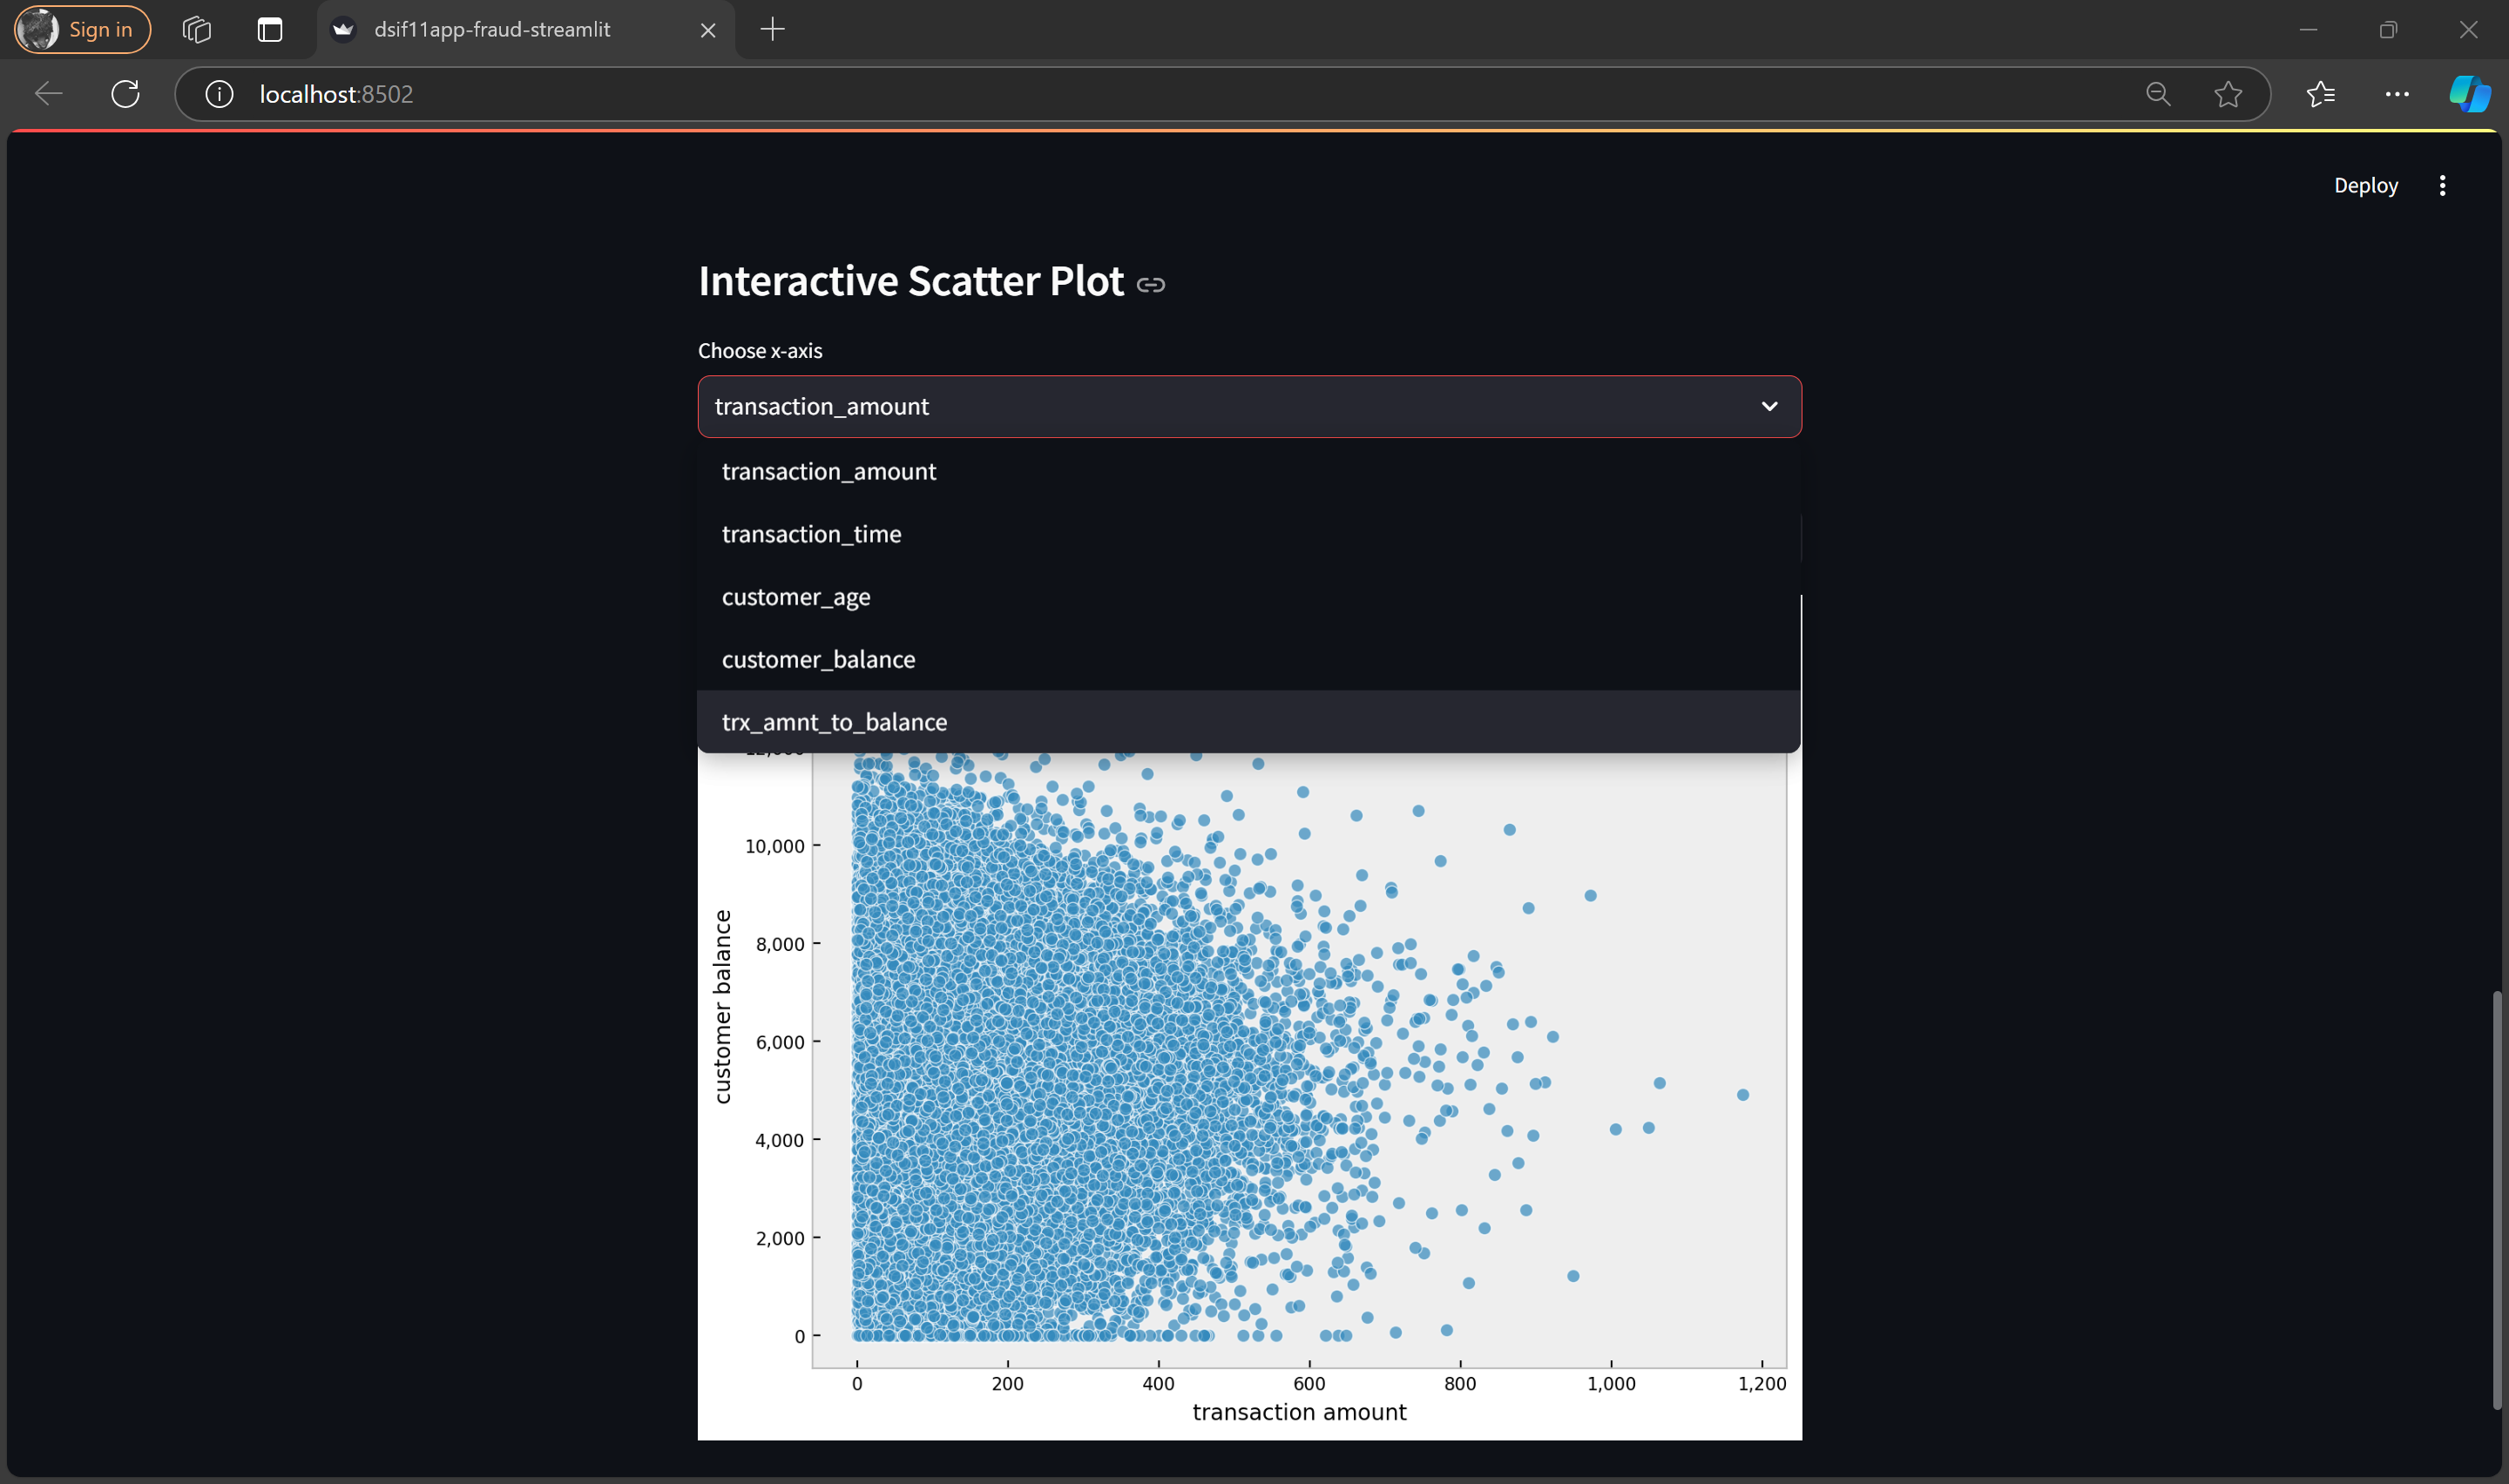 Sign in
dsif11app-fraud-streamlit
localhost:8502
Deploy
Interactive Scatter Plot
Choose x-axis
transaction_amount
transaction_amount
transaction_time
customer_age
customer_balance
trx_amnt_to_balance
10,000
8,000
6,000
4,000
2,000
0
customer balance
0 200 400 600 800 1,000 1,200
transaction amount